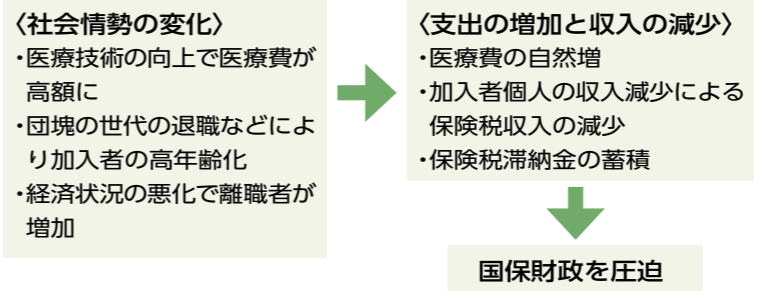 〈社会情勢の変化〉
・医療技術の向上で医療費が
高額に
・団塊の世代の退職などによ
り加入者の高年齢化
・経済状況の悪化で離職者が
増加
〈支出の増加と収入の減少〉
・医療費の自然増
・加入者個人の収入減少による
保険税収入の減少
・保険税滞納金の蓄積
国保財政を圧迫